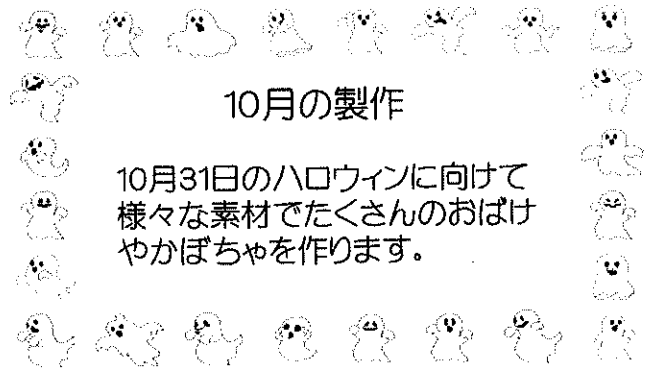 10月の製作
10月31日のハロウィンに向けて
様々な素材でたくさんのおばけ
やかぼちゃを作ります。